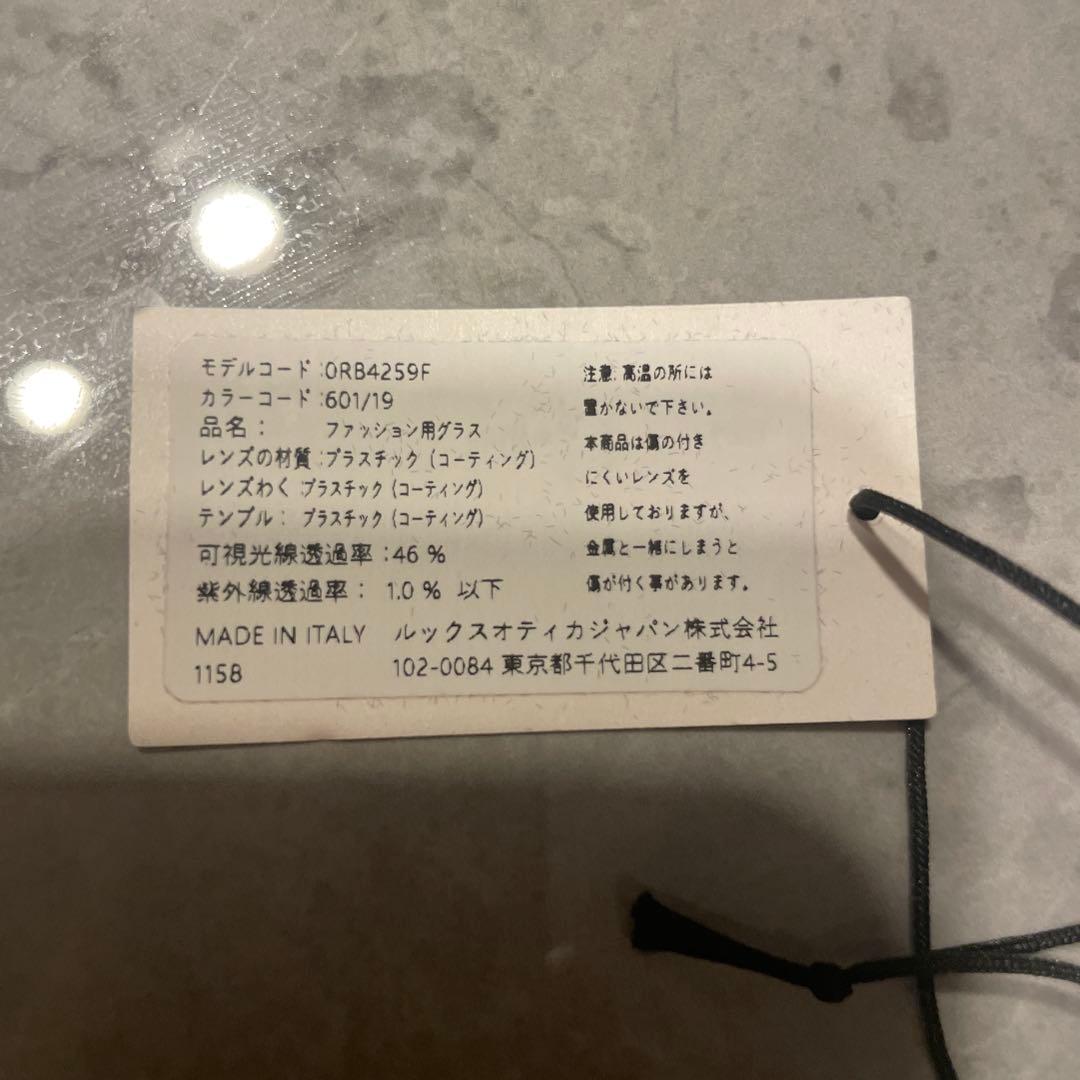 モデルコード :0RB4259F
カラーコード :601/19
品名： ファッション用グラス
レンズの材質 :プラスチック（コーティング）
レンズわく :プラスチック（コーティング）
テンプル： プラスチック（コーティング）
可視光線透過率 :46 %
紫外線透過率： 1.0 % 以下
MADE IN ITALY ルックスオティカジャパン株式会社
1158 102-0084 東京都千代田区二番町4-5
注意: 高温の所には
置かないで下さい。
本商品は傷の付き
にくいレンズを
使用しておりますが、
金属と一緒にしまうと
傷が付く事があります。